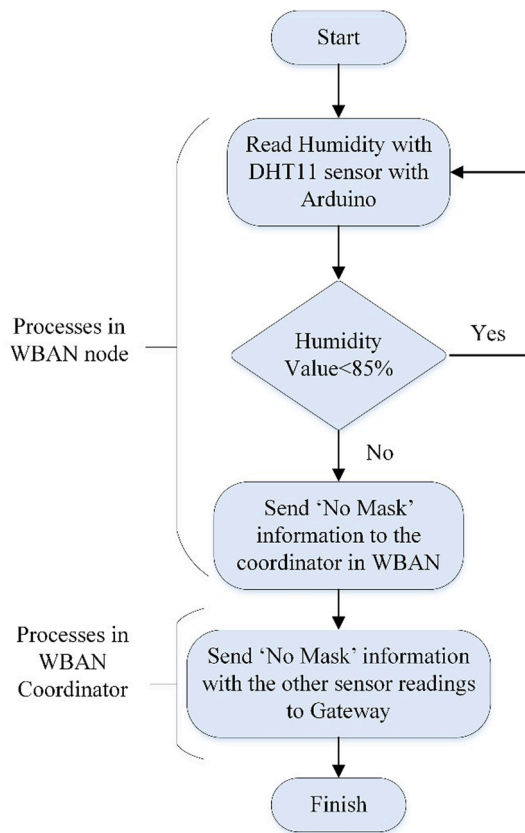 Start
Read Humidity with
DHT11 sensor with
Arduino
Processes in
WBAN node
Humidity
Value<85%
Yes
No
Send ‘No Mask’
information to the
coordinator in WBAN
Processes in
WBAN
Coordinator
Send ‘No Mask’ information
with the other sensor readings
to Gateway
Finish